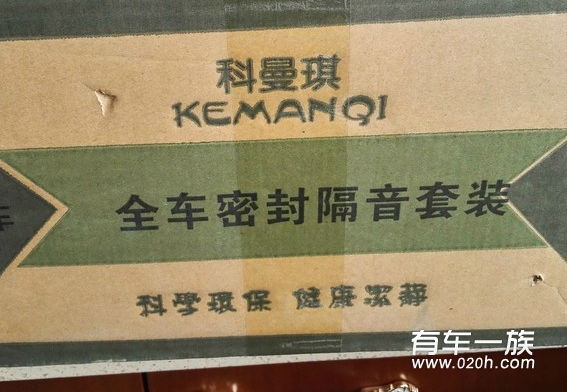 科曼琪
KEMANQI
全车密封隔音套装
车
科學環保 健康潔靜
有车一族
www.020h.com